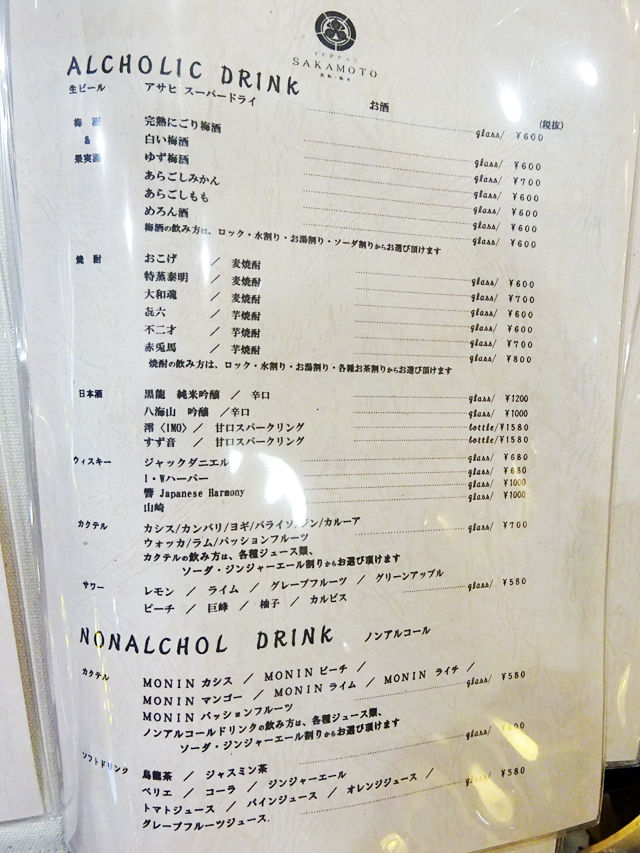 TEPPAN
SAKAMOTO
ALCHOLIC DRINK
お酒
(税抜)
生ビール アサヒ スーパードライ glass/ ¥600
梅酒 & 果実酒
完熟にごり梅酒 glass/ ¥600
白い梅酒 glass/ ¥700
ゆず梅酒 glass/ ¥600
あらごしみかん glass/ ¥600
あらごしもも glass/ ¥600
めろん酒 glass/ ¥600
梅酒の飲み方は、ロック・水割り・お湯割り・ソーダ割りからお選び頂けます
焼酎 おこげ / 麦焼酎 glass/ ¥600
特蒸泰明 / 麦焼酎 glass/ ¥700
大和魂 / 麦焼酎 glass/ ¥600
㐂六 / 芋焼酎 glass/ ¥600
不二才 / 芋焼酎 glass/ ¥700
赤兎馬 / 芋焼酎 glass/ ¥800
焼酎の飲み方は、ロック・水割り・お湯割り・各種お茶割りからお選び頂けます
日本酒 黒龍 純米吟醸 / 辛口 glass/ ¥1200
八海山 吟醸 /辛口 glass/ ¥1000
澪〈IMO〉/ 甘口スパークリング bottle/¥1580
すず音 / 甘口スパークリング bottle/¥1580
ウィスキー ジャックダニエル glass/ ¥680
I・Wハーパー glass/ ¥680
響 Japanese Harmony glass/ ¥1000
山崎 glass/ ¥1000
カクテル カシス/カンパリ/ヨギ/パライソ/ジン/カルーア
ウォッカ/ラム/パッションフルーツ glass/ ¥700
カクテルの飲み方は、各種ジュース類、
ソーダ・ジンジャーエール割りからお選び頂けます
サワー レモン / ライム / グレープフルーツ / グリーンアップル
ピーチ / 巨峰 / 柚子 / カルピス glass/ ¥580
NONALCHOL DRINK ノンアルコール
カクテル MONIN カシス / MONIN ピーチ /
MONIN マンゴー / MONIN ライム / MONIN ライチ /
MONIN パッションフルーツ glass/ ¥580
ノンアルコールドリンクの飲み方は、各種ジュース類、
ソーダ・ジンジャーエール割りからお選び頂けます
ソフトドリンク 烏龍茶 / ジャスミン茶 glass/
ペリエ / コーラ / ジンジャーエール
トマトジュース / パインジュース / オレンジジュース / glass/ ¥580
グレープフルーツジュース